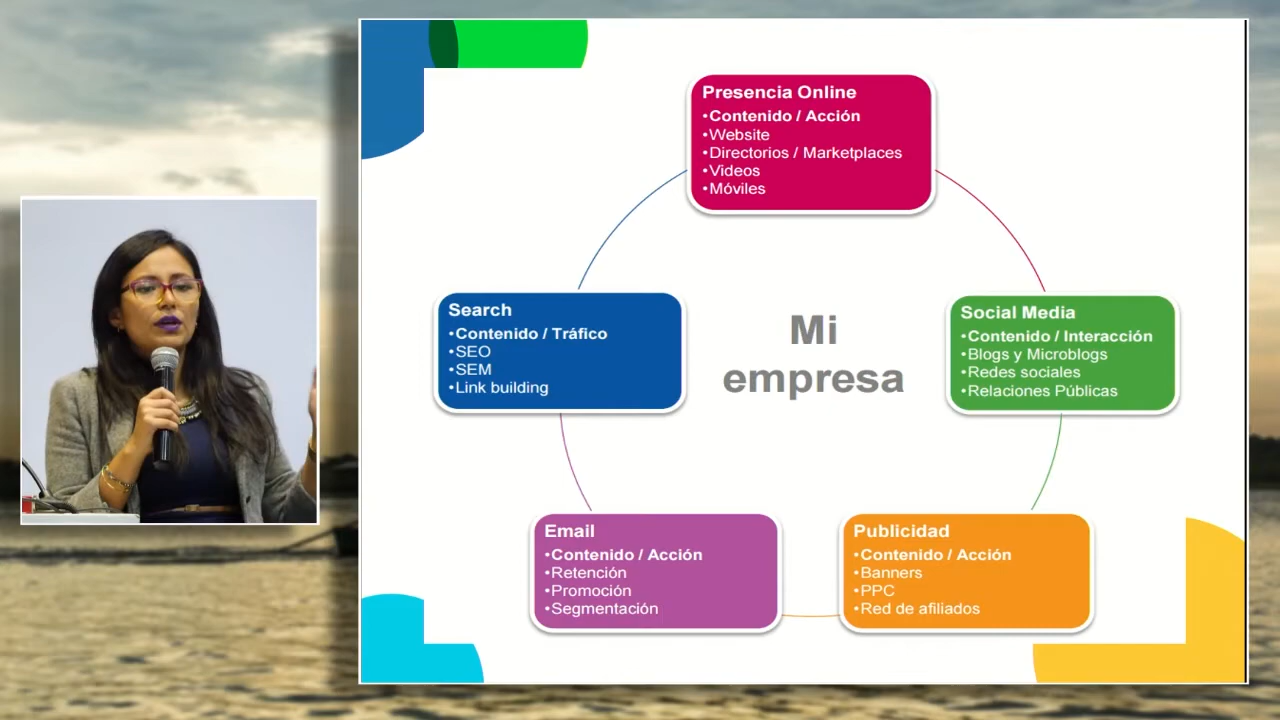 Presencia Online
•Contenido / Acción
•Website
•Directorios / Marketplaces
•Videos
•Móviles
Search
•Contenido / Tráfico
•SEO
•SEM
•Link building
Mi
empresa
Social Media
•Contenido / Interacción
•Blogs y Microblogs
•Redes sociales
•Relaciones Públicas
Email
•Contenido / Acción
•Retención
•Promoción
•Segmentación
Publicidad
•Contenido / Acción
•Banners
•PPC
•Red de afiliados